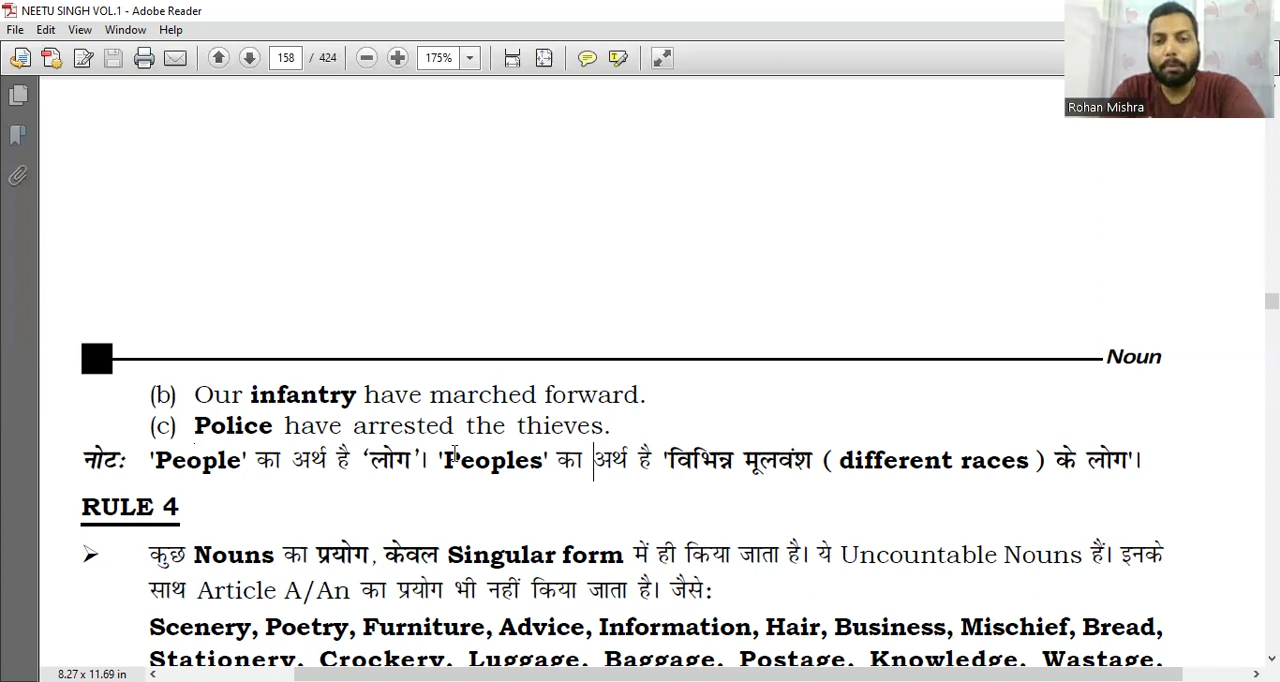 NEETU SINGH VOL.1 - Adobe Reader
File Edit View Window Help
158 / 424 175%
Rohan Mishra
Noun
(b) Our infantry have marched forward.
(c) Police have arrested the thieves.
नोटः 'People' का अर्थ है 'लोग'। 'Peoples' का अर्थ है 'विभिन्न मूलवंश ( different races ) के लोग'।
RULE 4
➢ कुछ Nouns का प्रयोग, केवल Singular form में ही किया जाता है। ये Uncountable Nouns हैं। इनके
साथ Article A/An का प्रयोग भी नहीं किया जाता है। जैसे:
Scenery, Poetry, Furniture, Advice, Information, Hair, Business, Mischief, Bread,
Stationery, Crockery, Luggage, Baggage, Postage, Knowledge, Wastage,
8.27 x 11.69 in